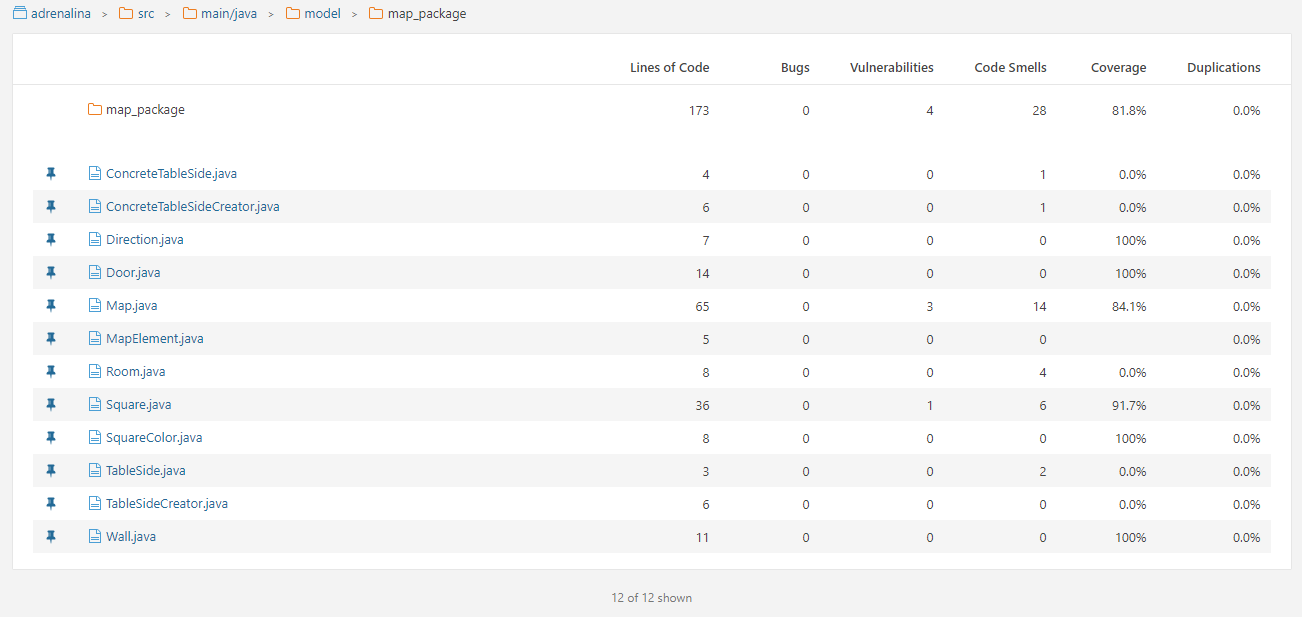 adrenalina > src > main/java > model > map_package
Lines of Code Bugs Vulnerabilities Code Smells Coverage Duplications
map_package 173 0 4 28 81.8% 0.0%
ConcreteTableSide.java 4 0 0 1 0.0% 0.0%
ConcreteTableSideCreator.java 6 0 0 1 0.0% 0.0%
Direction.java 7 0 0 0 100% 0.0%
Door.java 14 0 0 0 100% 0.0%
Map.java 65 0 3 14 84.1% 0.0%
MapElement.java 5 0 0 0 0.0%
Room.java 8 0 0 4 0.0% 0.0%
Square.java 36 0 1 6 91.7% 0.0%
SquareColor.java 8 0 0 0 100% 0.0%
TableSide.java 3 0 0 2 0.0% 0.0%
TableSideCreator.java 6 0 0 0 0.0% 0.0%
Wall.java 11 0 0 0 100% 0.0%
12 of 12 shown